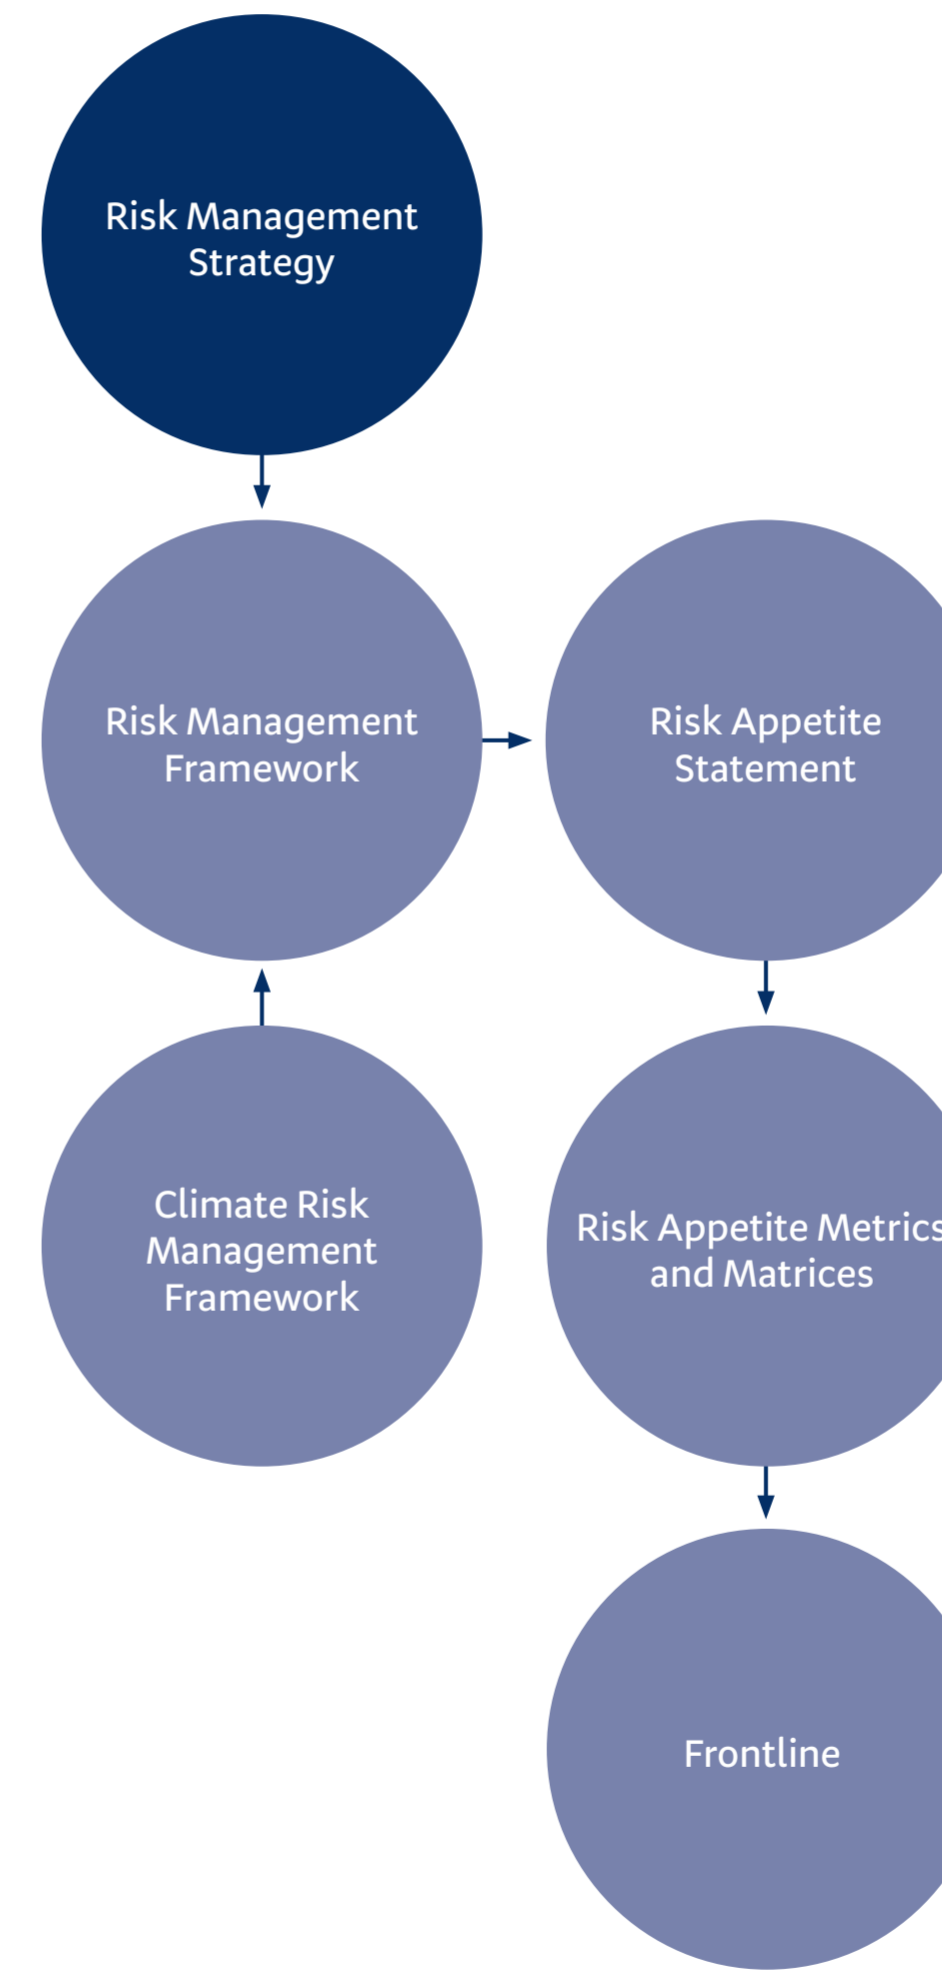 Risk Management
Strategy
Risk Management
Framework
Risk Appetite
Statement
Climate Risk
Management
Framework
Risk Appetite Metrics
and Matrices
Frontline